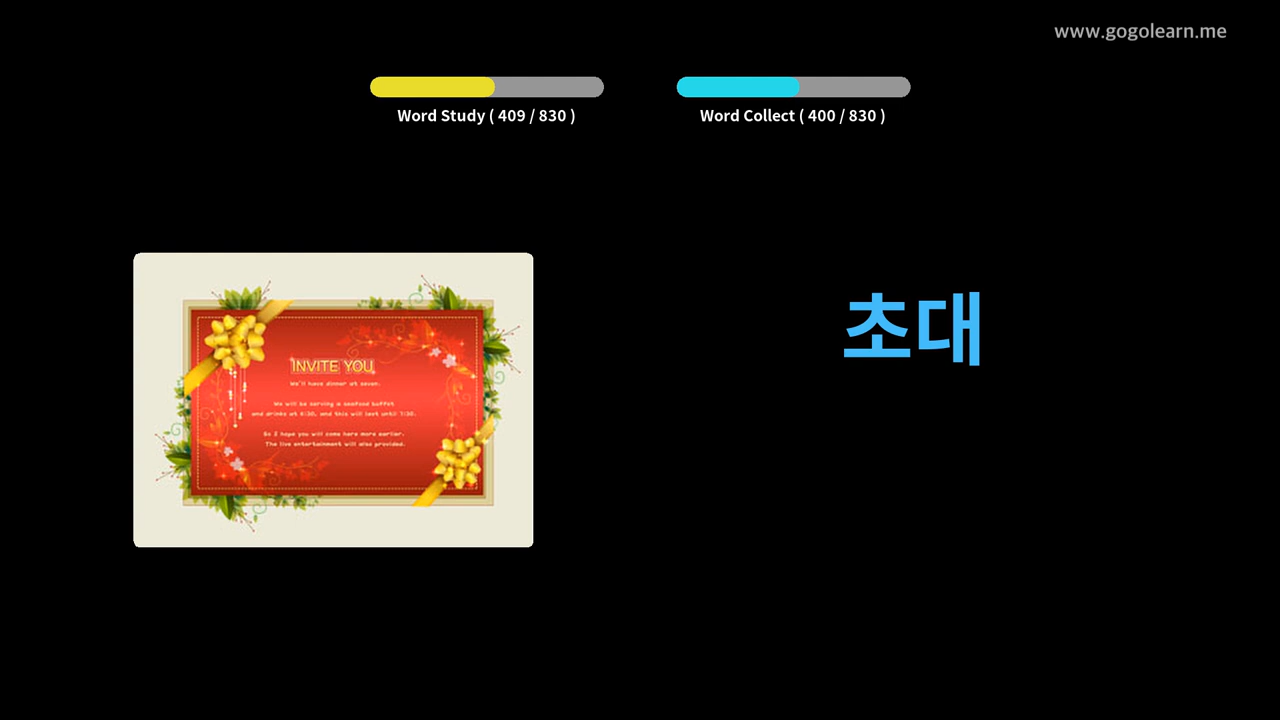 www.gogolearn.me
Word Study ( 409 / 830 )
Word Collect ( 400 / 830 )
초대
INVITE YOU
We'll have dinner at seven.
We will be serving a seafood buffet
and drinks at 6:30, and this will last until 7:30.
So I hope you will come here more earlier.
The live entertainment will also provided.